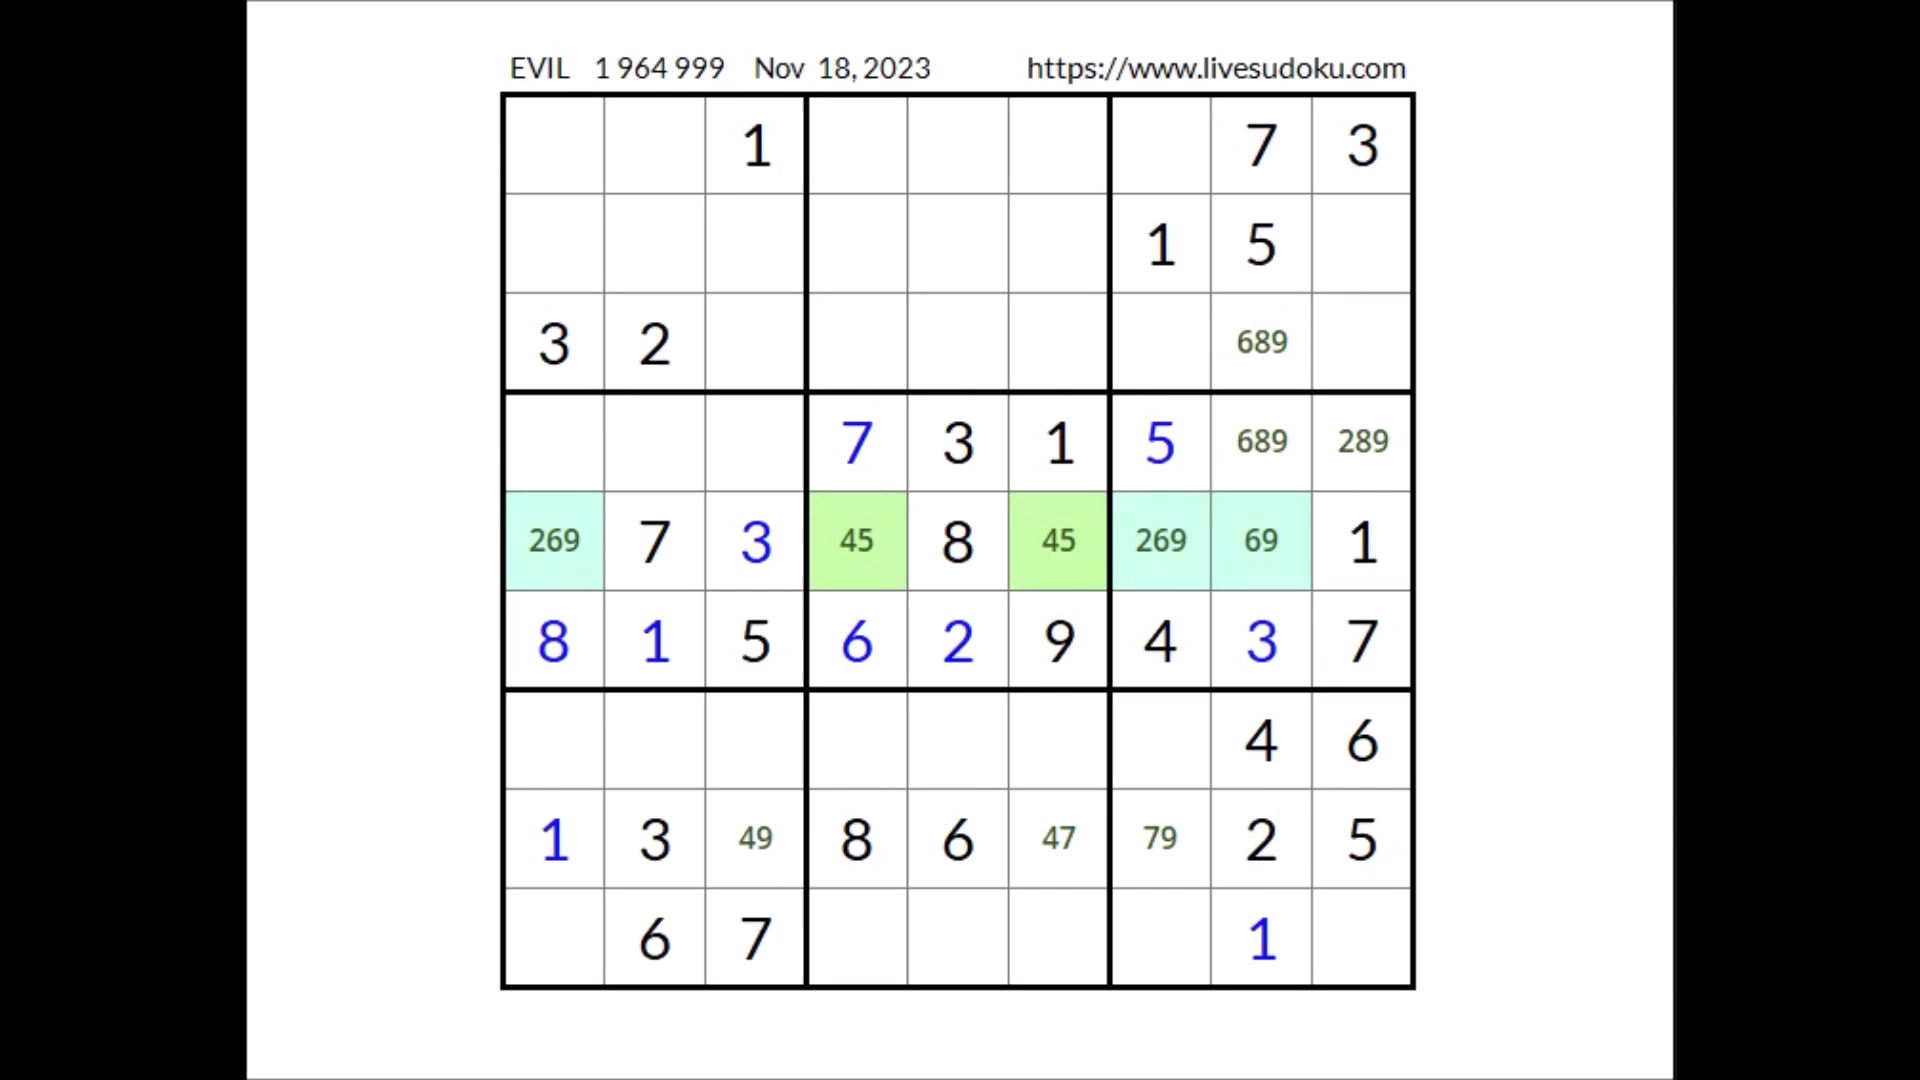 EVIL 1 964 999 Nov 18, 2023 https://www.livesudoku.com
1 7 3
1 5
3 2 689
7 3 1 5 689 289
269 7 3 45 8 45 269 69 1
8 1 5 6 2 9 4 3 7
4 6
1 3 49 8 6 47 79 2 5
6 7 1